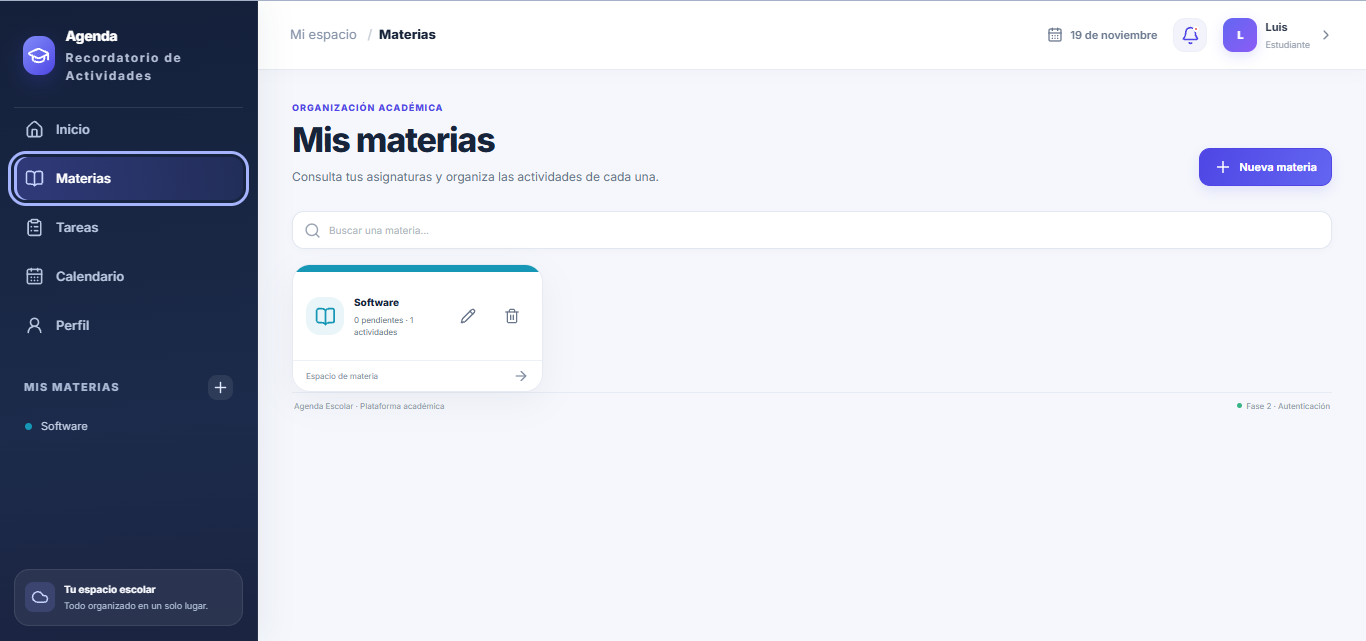 Agenda
Recordatorio de
Actividades
Inicio
Materias
Tareas
Calendario
Perfil
MIS MATERIAS
Software
Tu espacio escolar
Todo organizado en un solo lugar.
Mi espacio / Materias
19 de noviembre
L
Luis
Estudiante
ORGANIZACIÓN ACADÉMICA
Mis materias
Consulta tus asignaturas y organiza las actividades de cada una.
Nueva materia
Buscar una materia...
Software
0 pendientes · 1
actividades
Espacio de materia
Agenda Escolar · Plataforma académica
Fase 2 · Autenticación